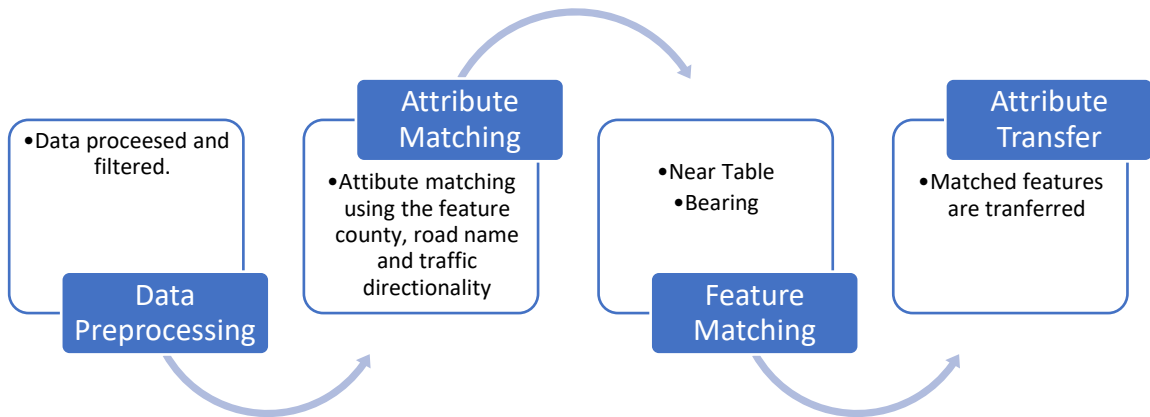 •Data proceesed and
filtered.
Data
Preprocessing
Attribute
Matching
•Attibute matching
using the feature
county, road name
and traffic
directionality
•Near Table
•Bearing
Feature
Matching
Attribute
Transfer
•Matched features
are tranferred